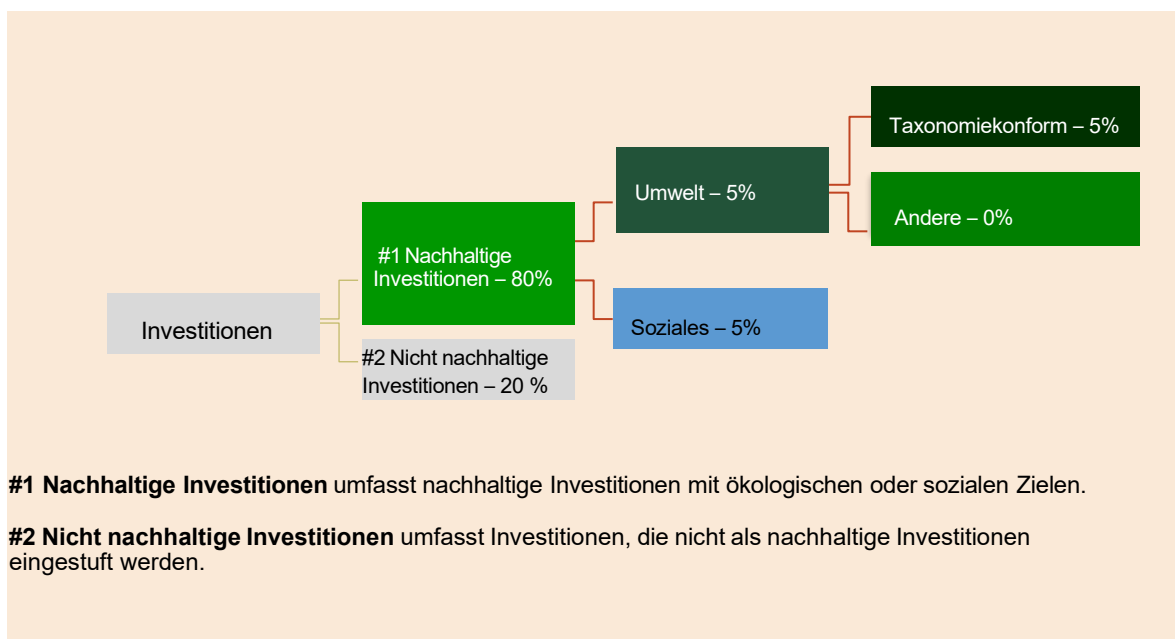 Taxonomiekonform – 5%
Umwelt – 5%
Andere – 0%
#1 Nachhaltige
Investitionen – 80%
Investitionen
Soziales – 5%
#2 Nicht nachhaltige
Investitionen – 20 %
#1 Nachhaltige Investitionen umfasst nachhaltige Investitionen mit ökologischen oder sozialen Zielen.
#2 Nicht nachhaltige Investitionen umfasst Investitionen, die nicht als nachhaltige Investitionen
eingestuft werden.